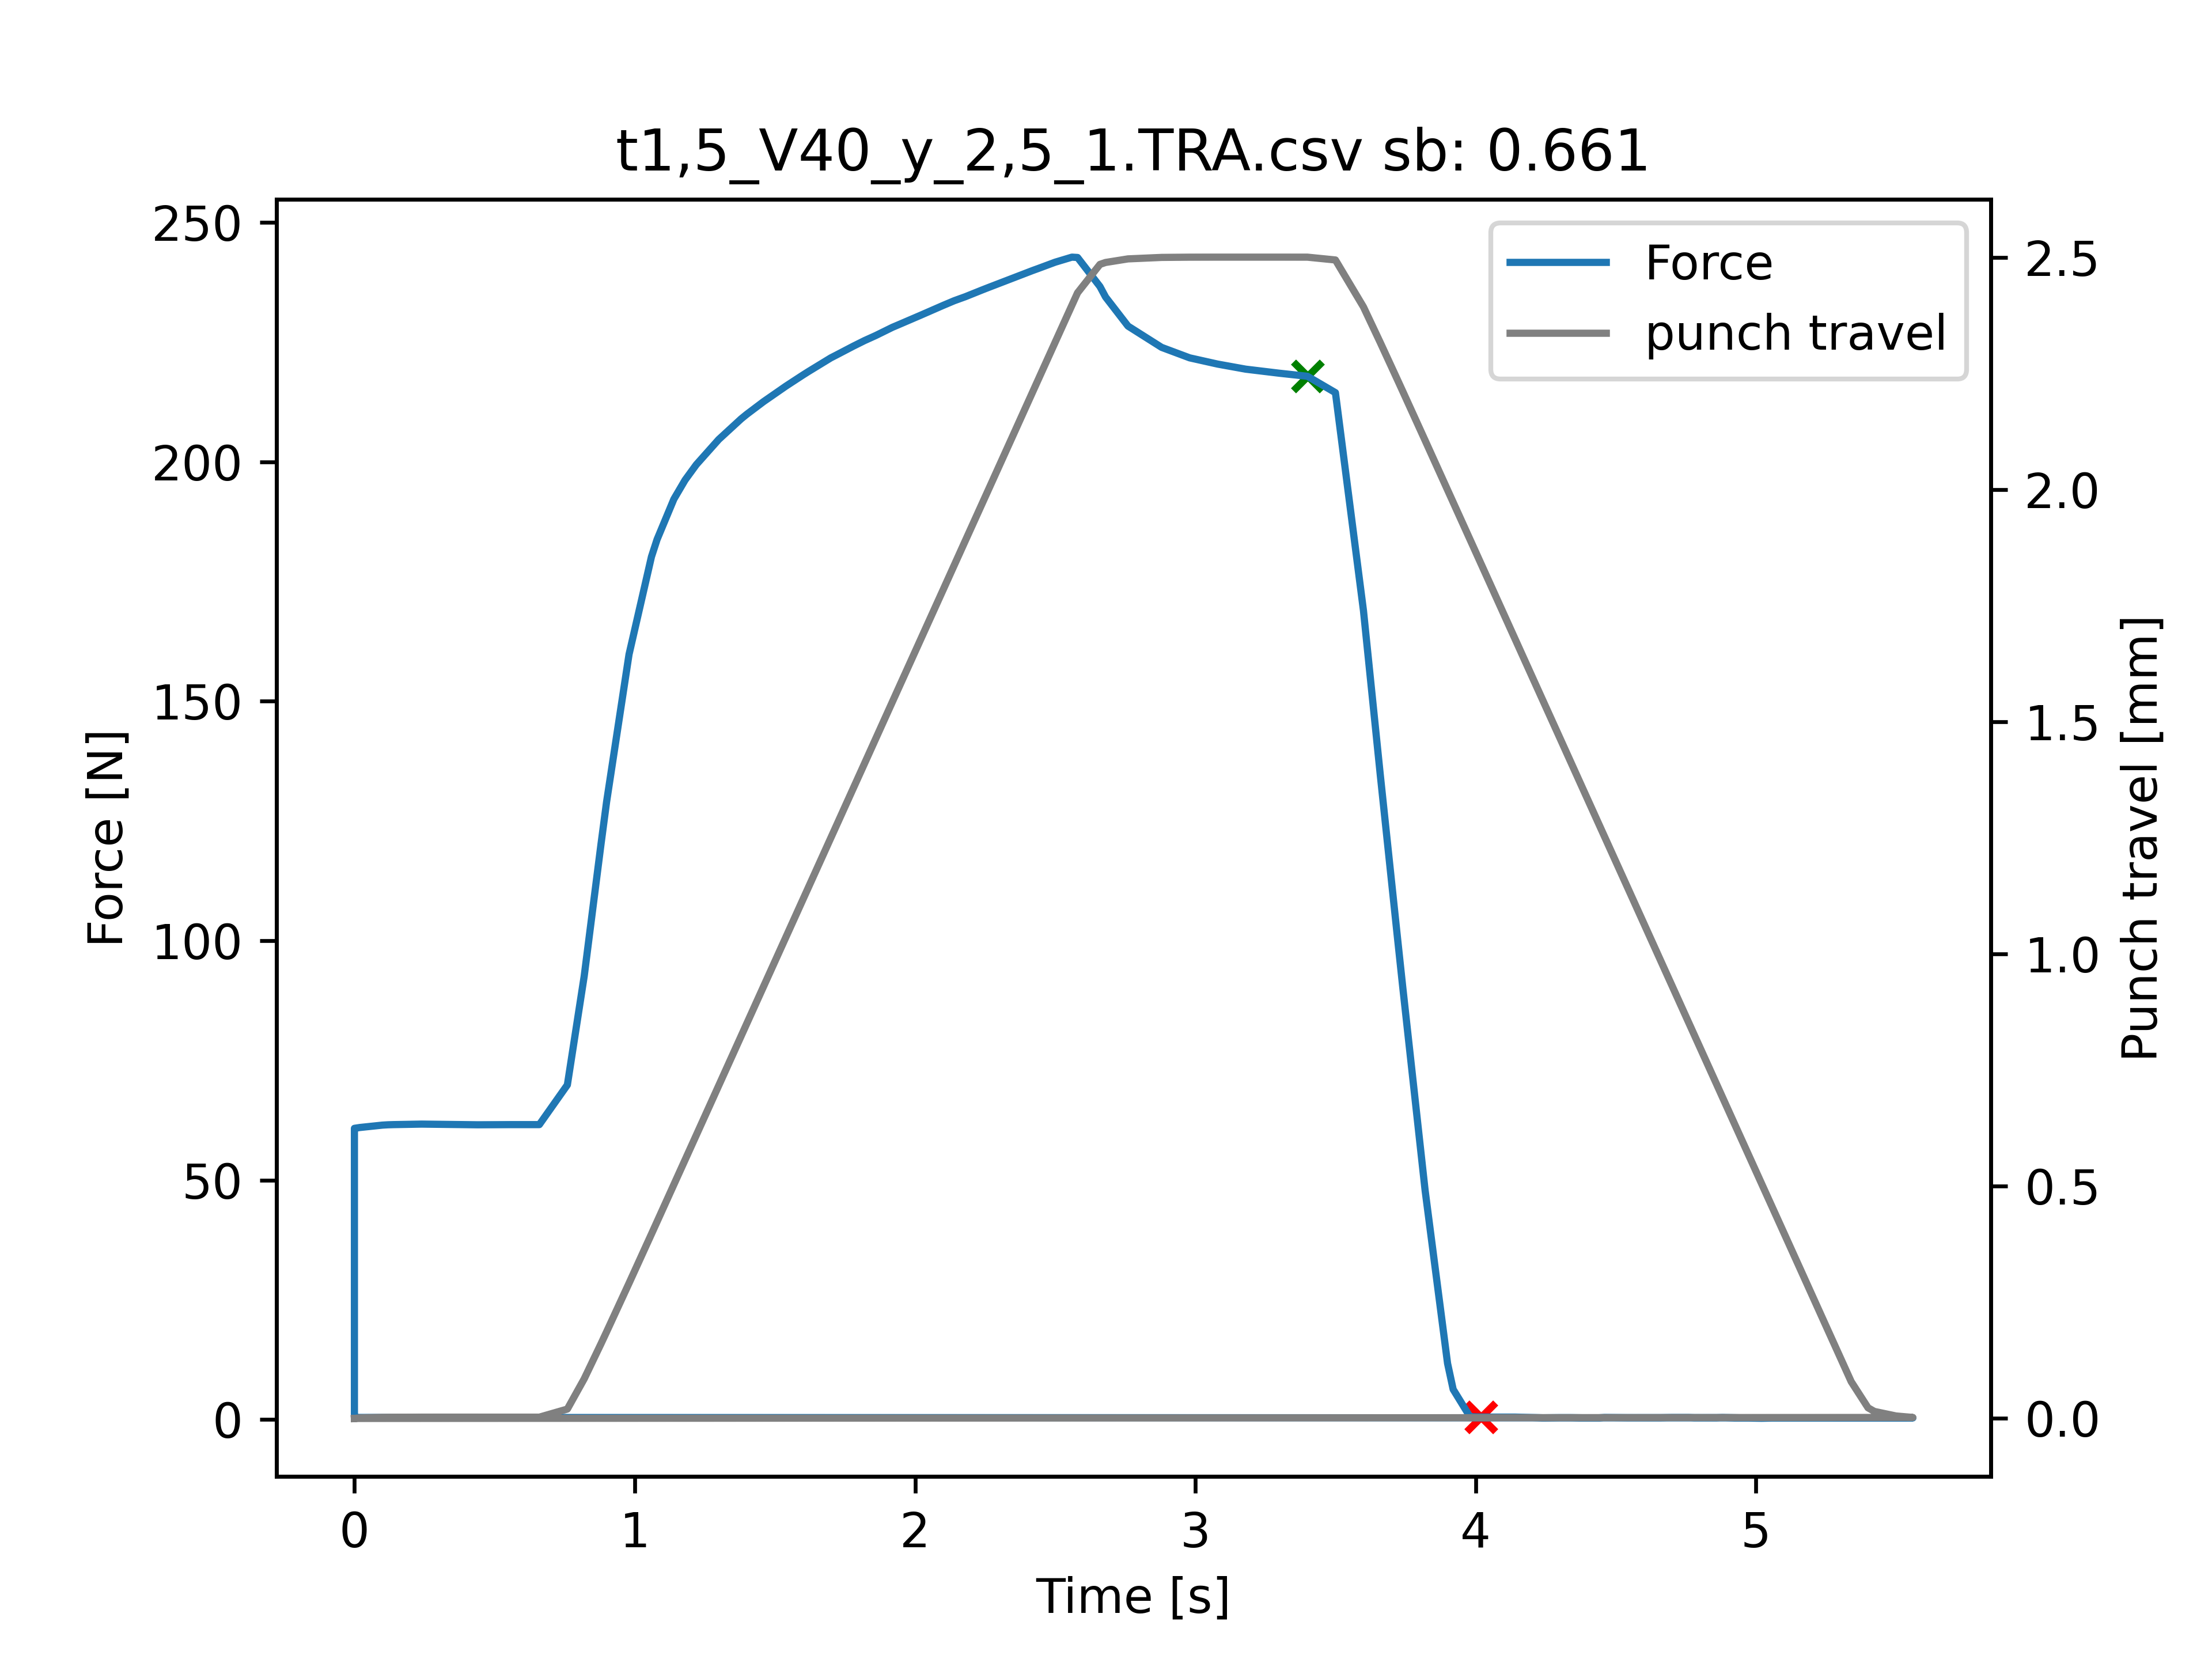 t1,5_V40_y_2,5_1.TRA.csv sb: 0.661
Force
punch travel
250
200
150
100
50
0
Force [N]
2.5
2.0
1.5
1.0
0.5
0.0
Punch travel [mm]
0 1 2 3 4 5
Time [s]